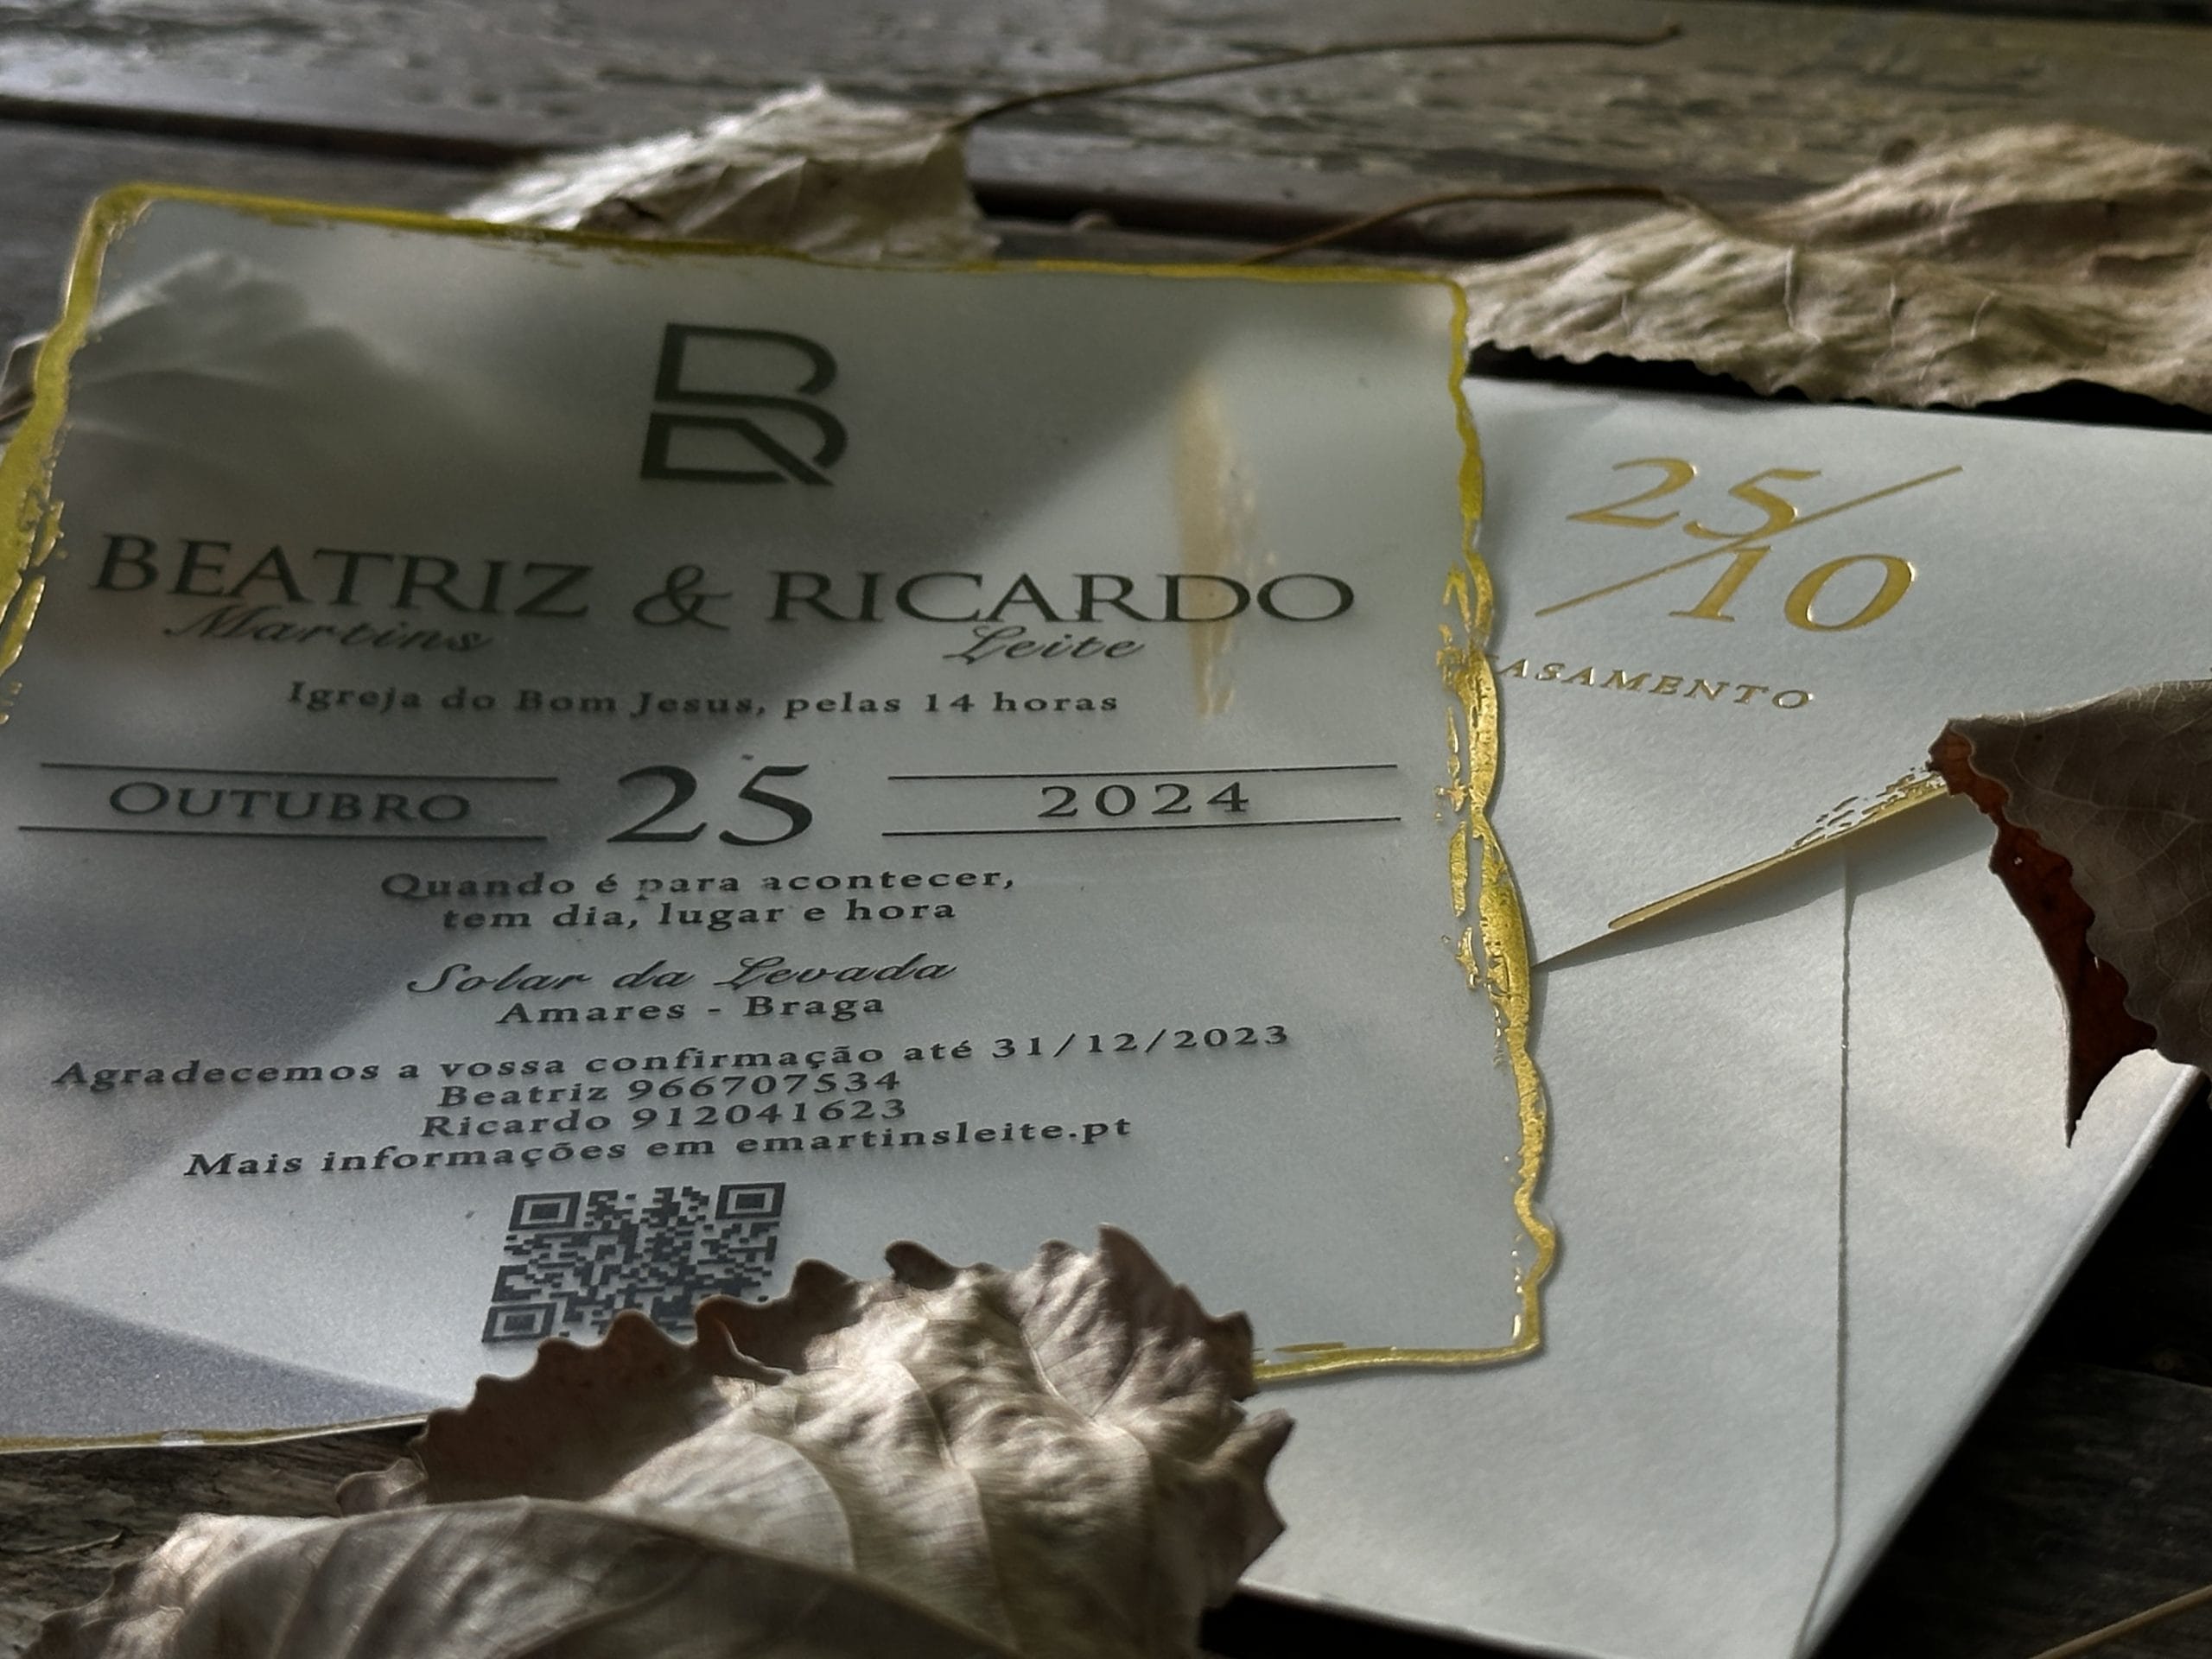 BR
BEATRIZ & RICARDO
Martins Leite
Igreja do Bom Jesus, pelas 14 horas
OUTUBRO 25 2024
Quando é para acontecer,
tem dia, lugar e hora
Solar da Levada
Amares - Braga
Agradecemos a vossa confirmação até 31/12/2023
Beatriz 966707534
Ricardo 912041623
Mais informações em emartinsleite.pt
25/
/10
ASAMENTO